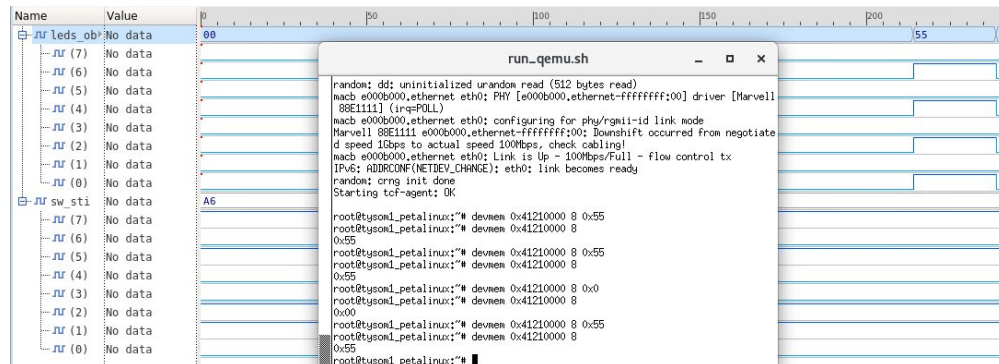 Name Value 0 50 100 150 200
leds_ob No data 00 55
(7) No data
(6) No data
(5) No data
(4) No data
(3) No data
(2) No data
(1) No data
(0) No data
sw_sti No data A6
(7) No data
(6) No data
(5) No data
(4) No data
(3) No data
(2) No data
(1) No data
(0) No data
run_qemu.sh
random: dd: uninitialized urandom read (512 bytes read)
macb e000b000.ethernet eth0: PHY [e000b000.ethernet-ffffffff:00] driver [Marvell
88E1111] (irq=POLL)
macb e000b000.ethernet eth0: configuring for phy/rgmii-id link mode
Marvell 88E1111 e000b000.ethernet-ffffffff:00: Downshift occurred from negotiate
d speed 1Gbps to actual speed 100Mbps, check cabling!
macb e000b000.ethernet eth0: Link is Up - 100Mbps/Full - flow control tx
IPv6: ADDRCONF(NETDEV_CHANGE): eth0: link becomes ready
random: crng init done
Starting tcf-agent: OK
root@tysom1_petalinux:~# devmem 0x41210000 8 0x55
root@tysom1_petalinux:~# devmem 0x41210000 8
0x55
root@tysom1_petalinux:~# devmem 0x41210000 8 0x55
root@tysom1_petalinux:~# devmem 0x41210000 8
0x55
root@tysom1_petalinux:~# devmem 0x41210000 8 0x0
root@tysom1_petalinux:~# devmem 0x41210000 8
0x00
root@tysom1_petalinux:~# devmem 0x41210000 8 0x55
root@tysom1_petalinux:~# devmem 0x41210000 8
0x55
root@tysom1_petalinux:~#